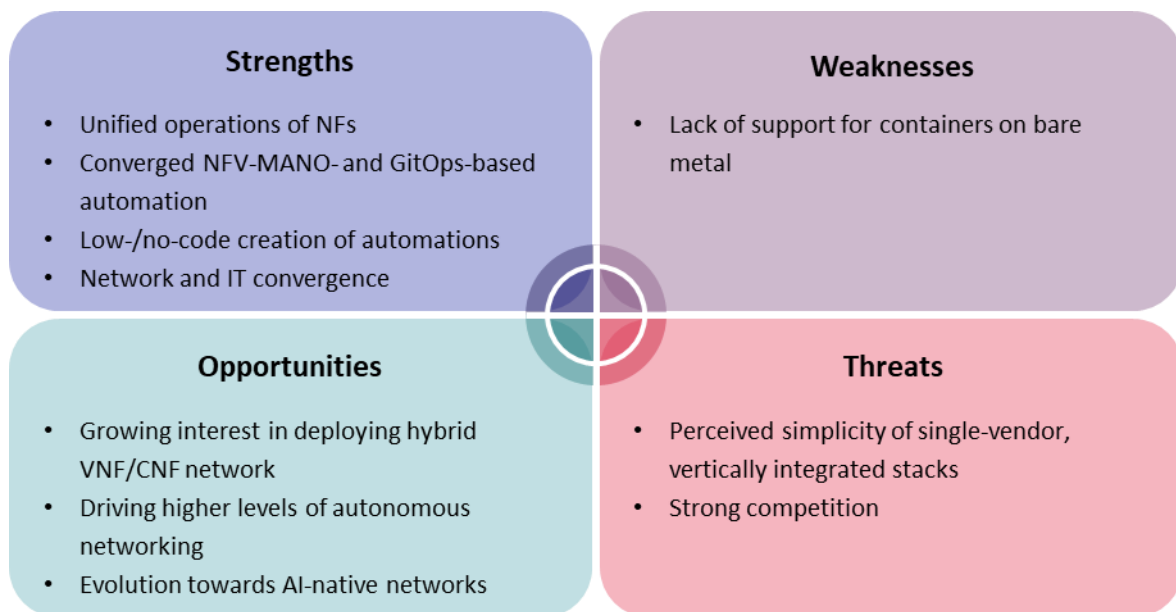 Strengths
• Unified operations of NFs
• Converged NFV-MANO- and GitOps-based
automation
• Low-/no-code creation of automations
• Network and IT convergence
Weaknesses
• Lack of support for containers on bare
metal
Opportunities
• Growing interest in deploying hybrid
VNF/CNF network
• Driving higher levels of autonomous
networking
• Evolution towards AI-native networks
Threats
• Perceived simplicity of single-vendor,
vertically integrated stacks
• Strong competition